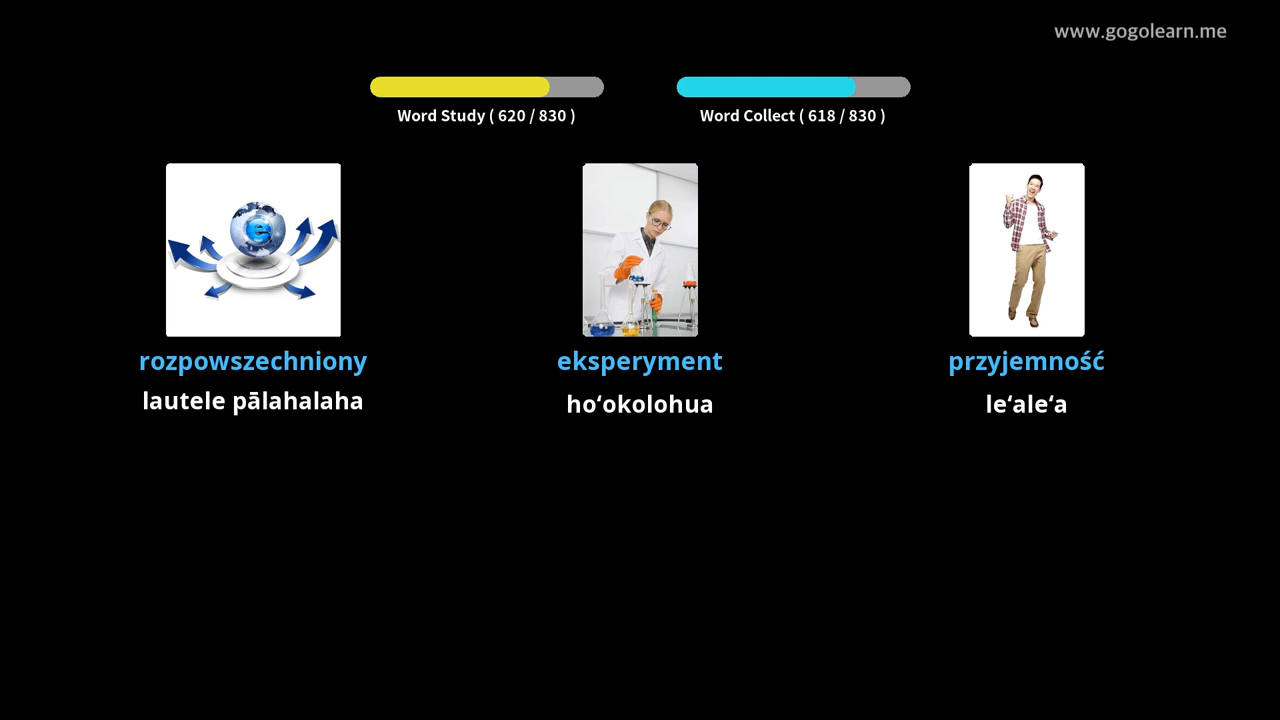 www.gogolearn.me
Word Study ( 620 / 830 )
Word Collect ( 618 / 830 )
rozpowszechniony
lautele pālahalaha
eksperyment
hoʻokolohua
przyjemność
leʻaleʻa